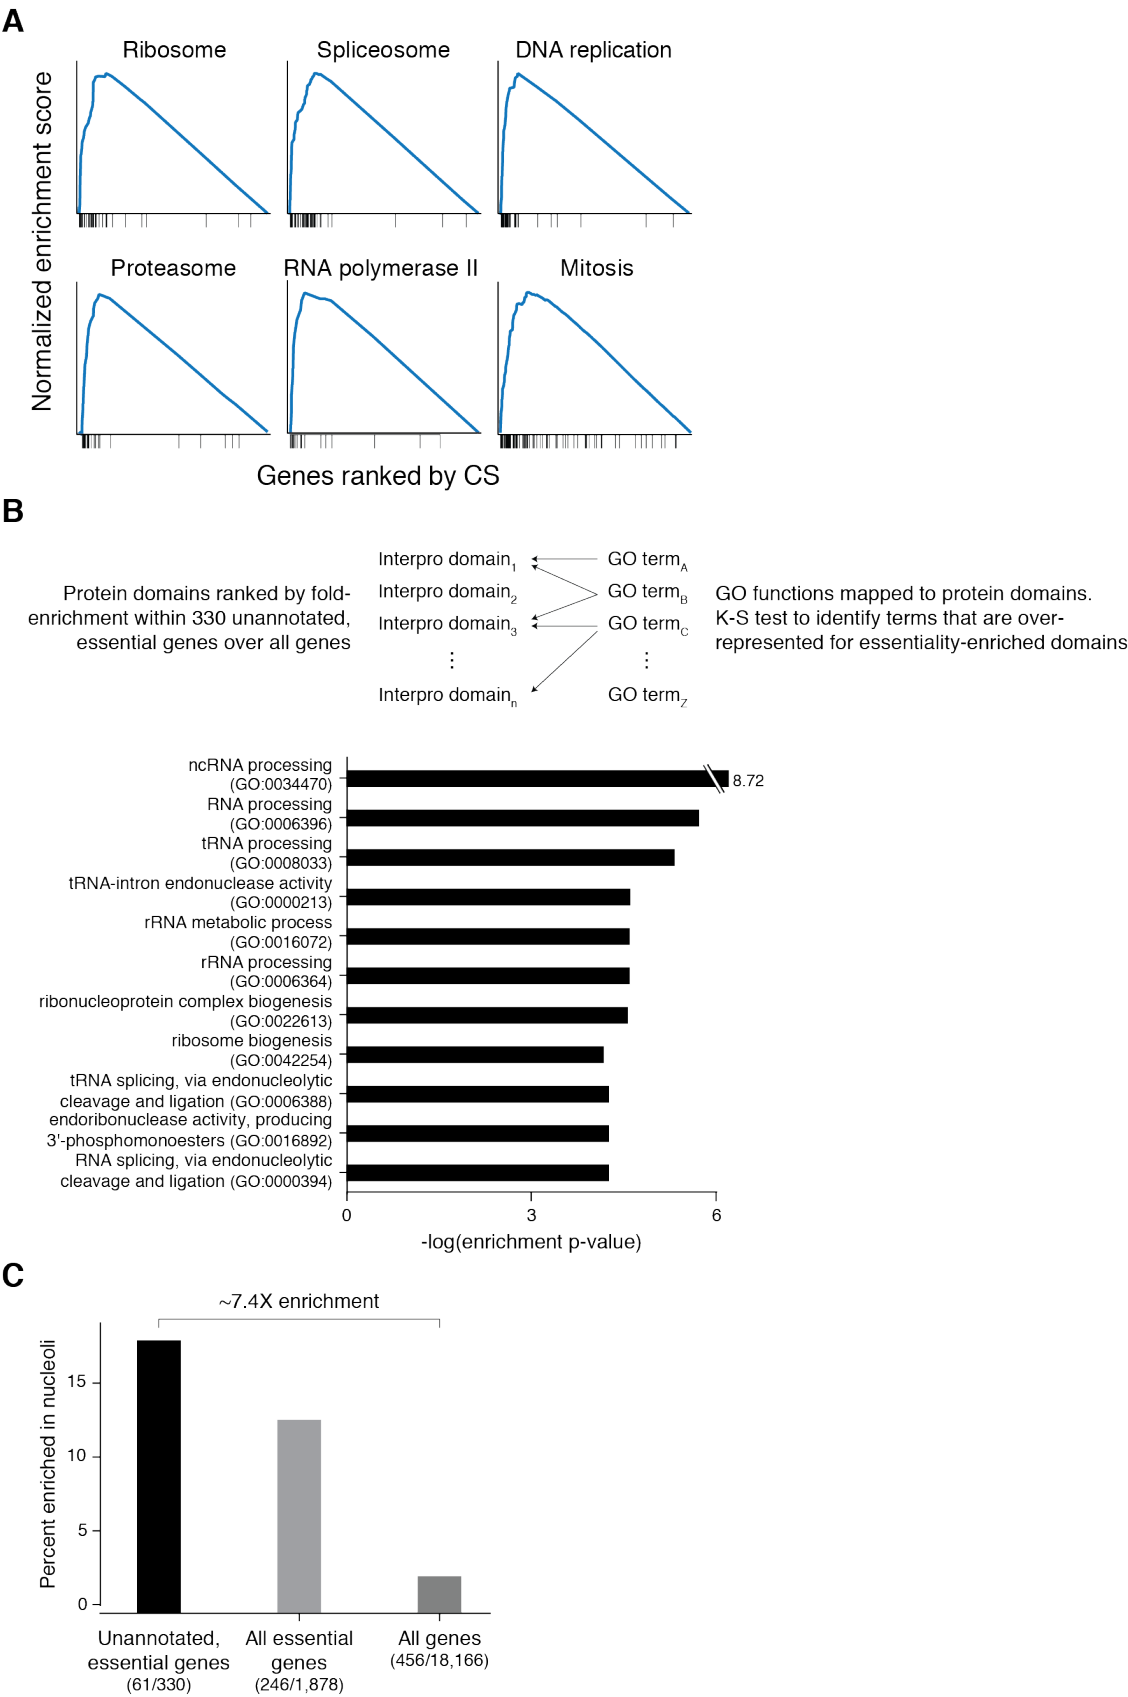 A
Ribosome
Spliceosome
DNA replication
Normalized enrichment score
Proteasome
RNA polymerase II
Mitosis
Genes ranked by CS
B
Protein domains ranked by fold-
enrichment within 330 unannotated,
essential genes over all genes
Interpro domain1
Interpro domain2
Interpro domain3
⋮
Interpro domainn
GO termA
GO termB
GO termC
⋮
GO termZ
GO functions mapped to protein domains.
K-S test to identify terms that are over-
represented for essentiality-enriched domains
ncRNA processing
(GO:0034470)
8.72
RNA processing
(GO:0006396)
tRNA processing
(GO:0008033)
tRNA-intron endonuclease activity
(GO:0000213)
rRNA metabolic process
(GO:0016072)
rRNA processing
(GO:0006364)
ribonucleoprotein complex biogenesis
(GO:0022613)
ribosome biogenesis
(GO:0042254)
tRNA splicing, via endonucleolytic
cleavage and ligation (GO:0006388)
endoribonuclease activity, producing
3'-phosphomonoesters (GO:0016892)
RNA splicing, via endonucleolytic
cleavage and ligation (GO:0000394)
0 3 6
-log(enrichment p-value)
C
~7.4X enrichment
Percent enriched in nucleoli
15
10
5
0
Unannotated,
essential genes
(61/330)
All essential
genes
(246/1,878)
All genes
(456/18,166)